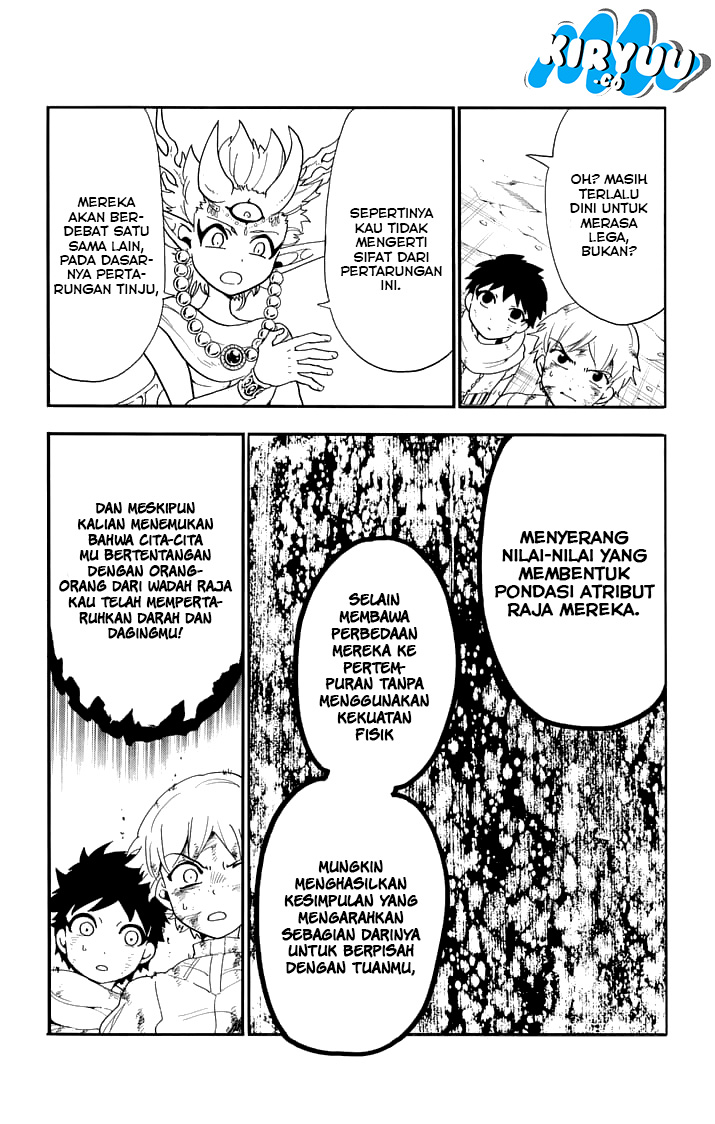 KIRYUU
.CO
OH? MASIH
TERLALU
DINI UNTUK
MERASA
LEGA,
BUKAN?
SEPERTINYA
KAU TIDAK
MENGERTI
SIFAT DARI
PERTARUNGAN
INI.
MEREKA
AKAN BER-
DEBAT SATU
SAMA LAIN,
PADA DASAR-
NYA PERTA-
RUNGAN TINJU,
MENYERANG
NILAI-NILAI YANG
MEMBENTUK
PONDASI ATRIBUT
RAJA MEREKA.
SELAIN
MEMBAWA
PERBEDAAN
MEREKA KE
PERTEM-
PURAN TANPA
MENGGUNAKAN
KEKUATAN
FISIK
MUNGKIN
MENGHASILKAN
KESIMPULAN YANG
MENGARAHKAN
SEBAGIAN DARINYA
UNTUK BERPISAH
DENGAN TUANMU,
DAN MESKIPUN
KALIAN MENEMUKAN
BAHWA CITA-CITA
MU BERTENTANGAN
DENGAN ORANG-
ORANG DARI WADAH RAJA
KAU TELAH MEMPERTA-
RUHKAN DARAH DAN
DAGINGMU!